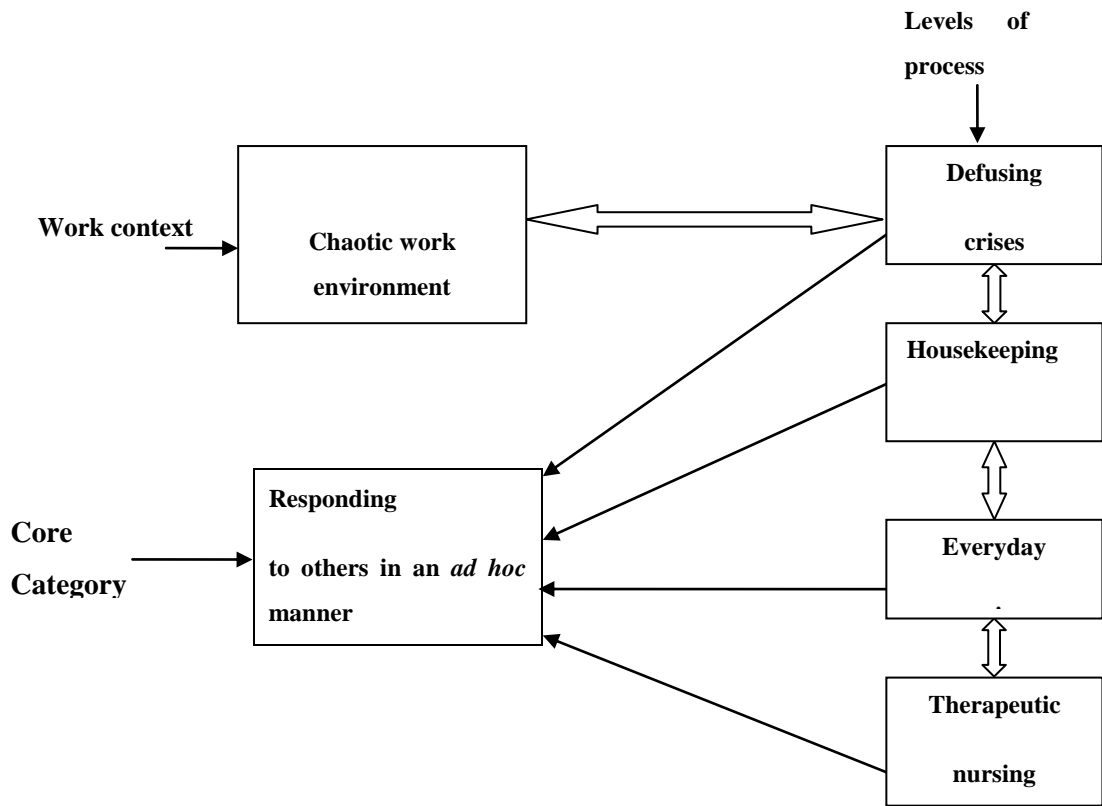 Levels of
process
Defusing
crises
Work context
Chaotic work
environment
Housekeeping
Responding
to others in an ad hoc
manner
Core
Category
Everyday
Therapeutic
nursing